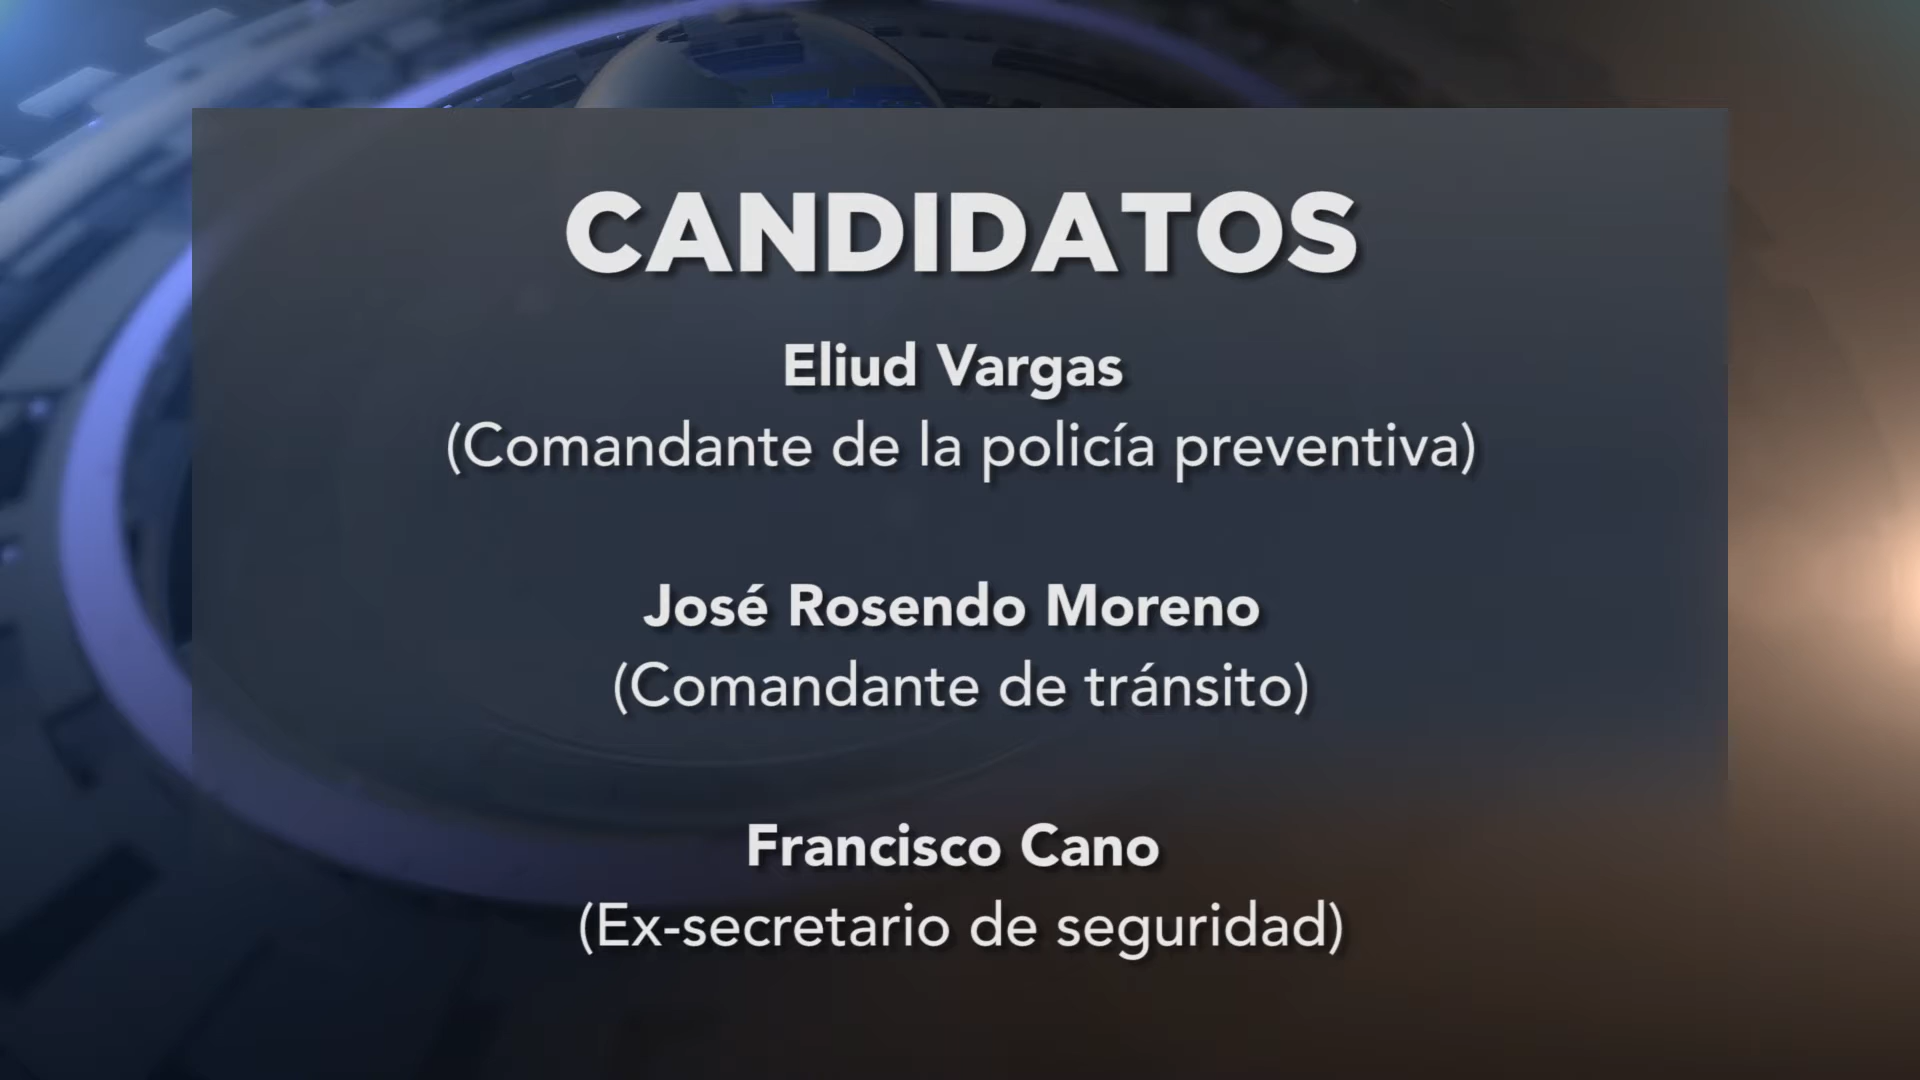 CANDIDATOS
Eliud Vargas
(Comandante de la policía preventiva)
José Rosendo Moreno
(Comandante de tránsito)
Francisco Cano
(Ex-secretario de seguridad)